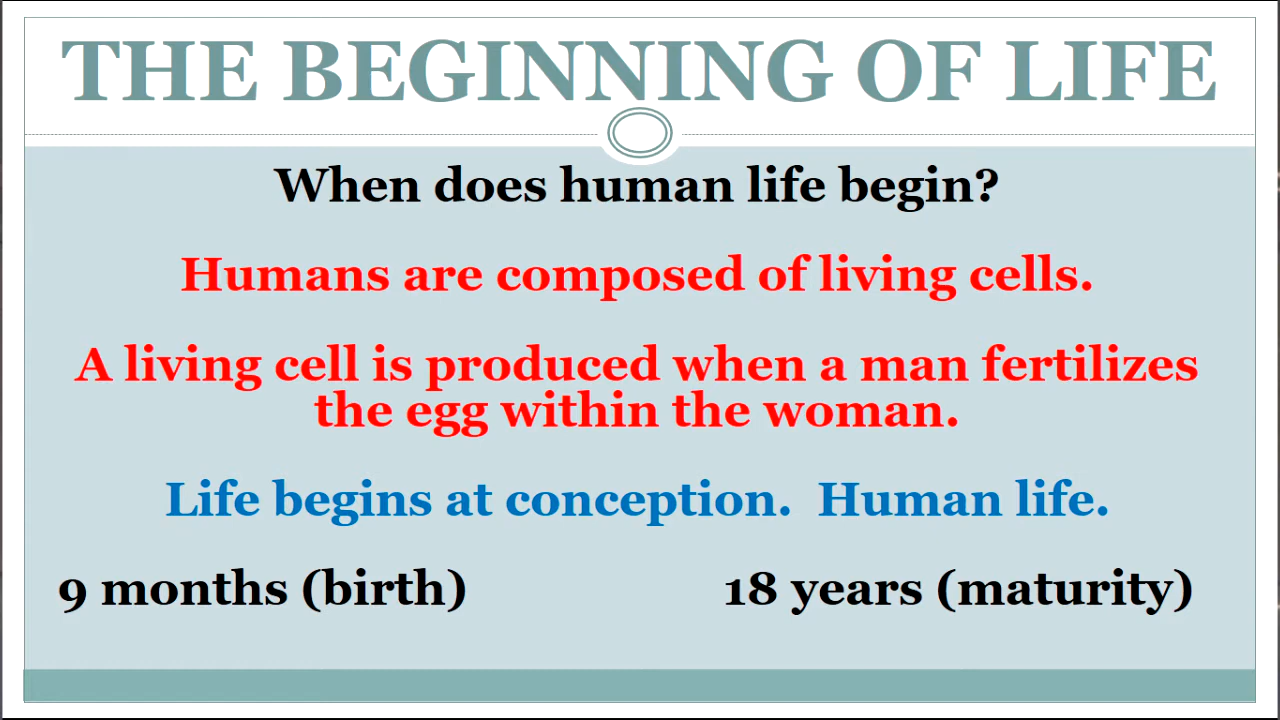 THE BEGINNING OF LIFE
When does human life begin?
Humans are composed of living cells.
A living cell is produced when a man fertilizes
the egg within the woman.
Life begins at conception.  Human life.
9 months (birth) 18 years (maturity)